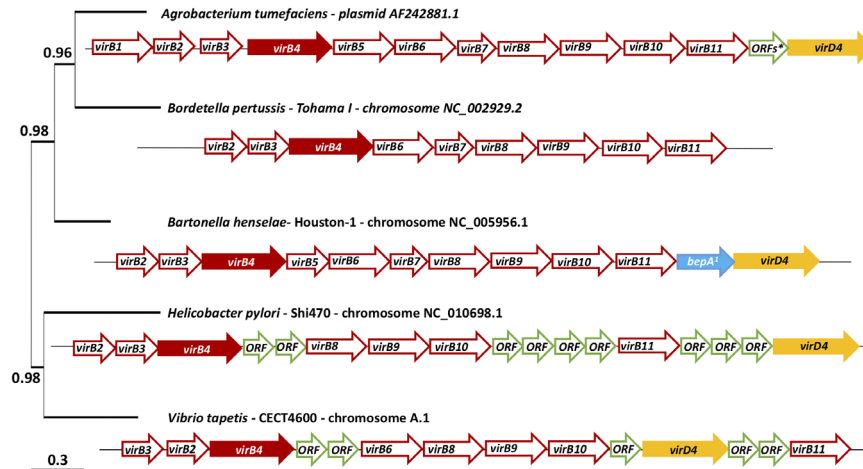 Agrobacterium tumefaciens - plasmid AF242881.1
virB1 virB2 virB3 virB4 virB5 virB6 virB7 virB8 virB9 virB10 virB11 ORFs* virD4
0.96
Bordetella pertussis - Tohama I - chromosome NC_002929.2
virB2 virB3 virB4 virB6 virB7 virB8 virB9 virB10 virB11
0.98
Bartonella henselae- Houston-1 - chromosome NC_005956.1
virB2 virB3 virB4 virB5 virB6 virB7 virB8 virB9 virB10 virB11 bepA¹ virD4
Helicobacter pylori - Shi470 - chromosome NC_010698.1
virB2 virB3 virB4 ORF ORF virB8 virB9 virB10 ORF ORF ORF ORF virB11 ORF ORF ORF virD4
0.98
Vibrio tapetis - CECT4600 - chromosome A.1
virB3 virB2 virB4 ORF ORF virB6 virB8 virB9 virB10 ORF virD4 ORF ORF virB11
0.3